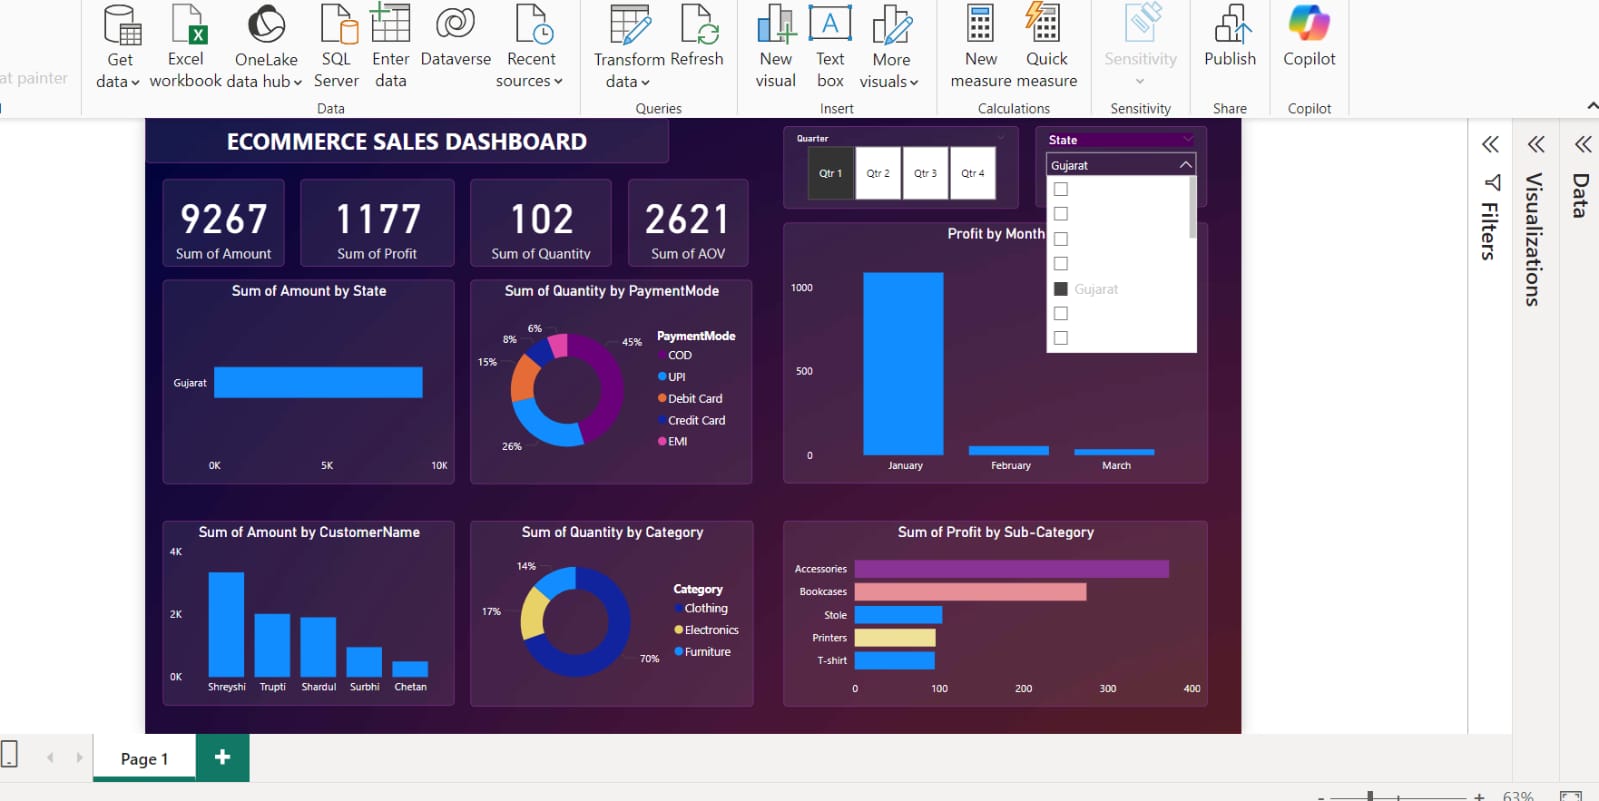 at painter
Get data
Excel workbook
OneLake data hub
SQL Server
Enter data
Dataverse
Recent sources
Data
Transform data
Refresh
Queries
New visual
Text box
More visuals
Insert
New measure
Quick measure
Calculations
Sensitivity
Sensitivity
Publish
Share
Copilot
Copilot
ECOMMERCE SALES DASHBOARD
9267
Sum of Amount
1177
Sum of Profit
102
Sum of Quantity
2621
Sum of AOV
Quarter
Qtr 1
Qtr 2
Qtr 3
Qtr 4
State
Gujarat
Gujarat
Sum of Amount by State
Gujarat
0K
5K
10K
Sum of Quantity by PaymentMode
6%
8%
15%
26%
45%
PaymentMode
COD
UPI
Debit Card
Credit Card
EMI
Profit by Month
1000
500
0
January
February
March
Sum of Amount by CustomerName
4K
2K
0K
Shreyshi
Trupti
Shardul
Surbhi
Chetan
Sum of Quantity by Category
14%
17%
70%
Category
Clothing
Electronics
Furniture
Sum of Profit by Sub-Category
Accessories
Bookcases
Stole
Printers
T-shirt
0
100
200
300
400
Filters
Visualizations
Data
Page 1
+
- + 63%